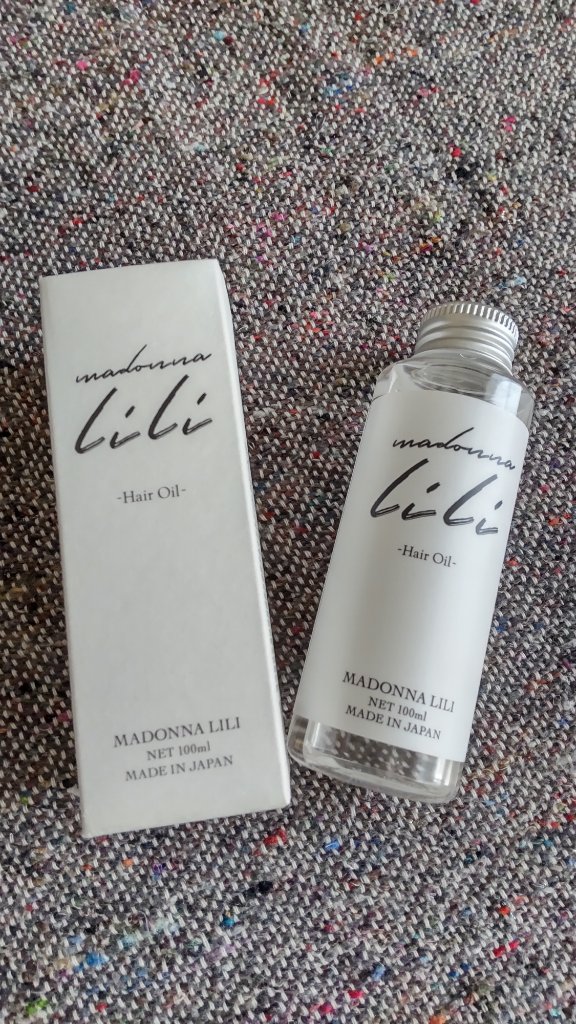 madonna
LiLi
-Hair Oil-
MADONNA LILI
NET 100ml
MADE IN JAPAN
madonna
LiLi
-Hair Oil-
MADONNA LILI
NET 100ml
MADE IN JAPAN